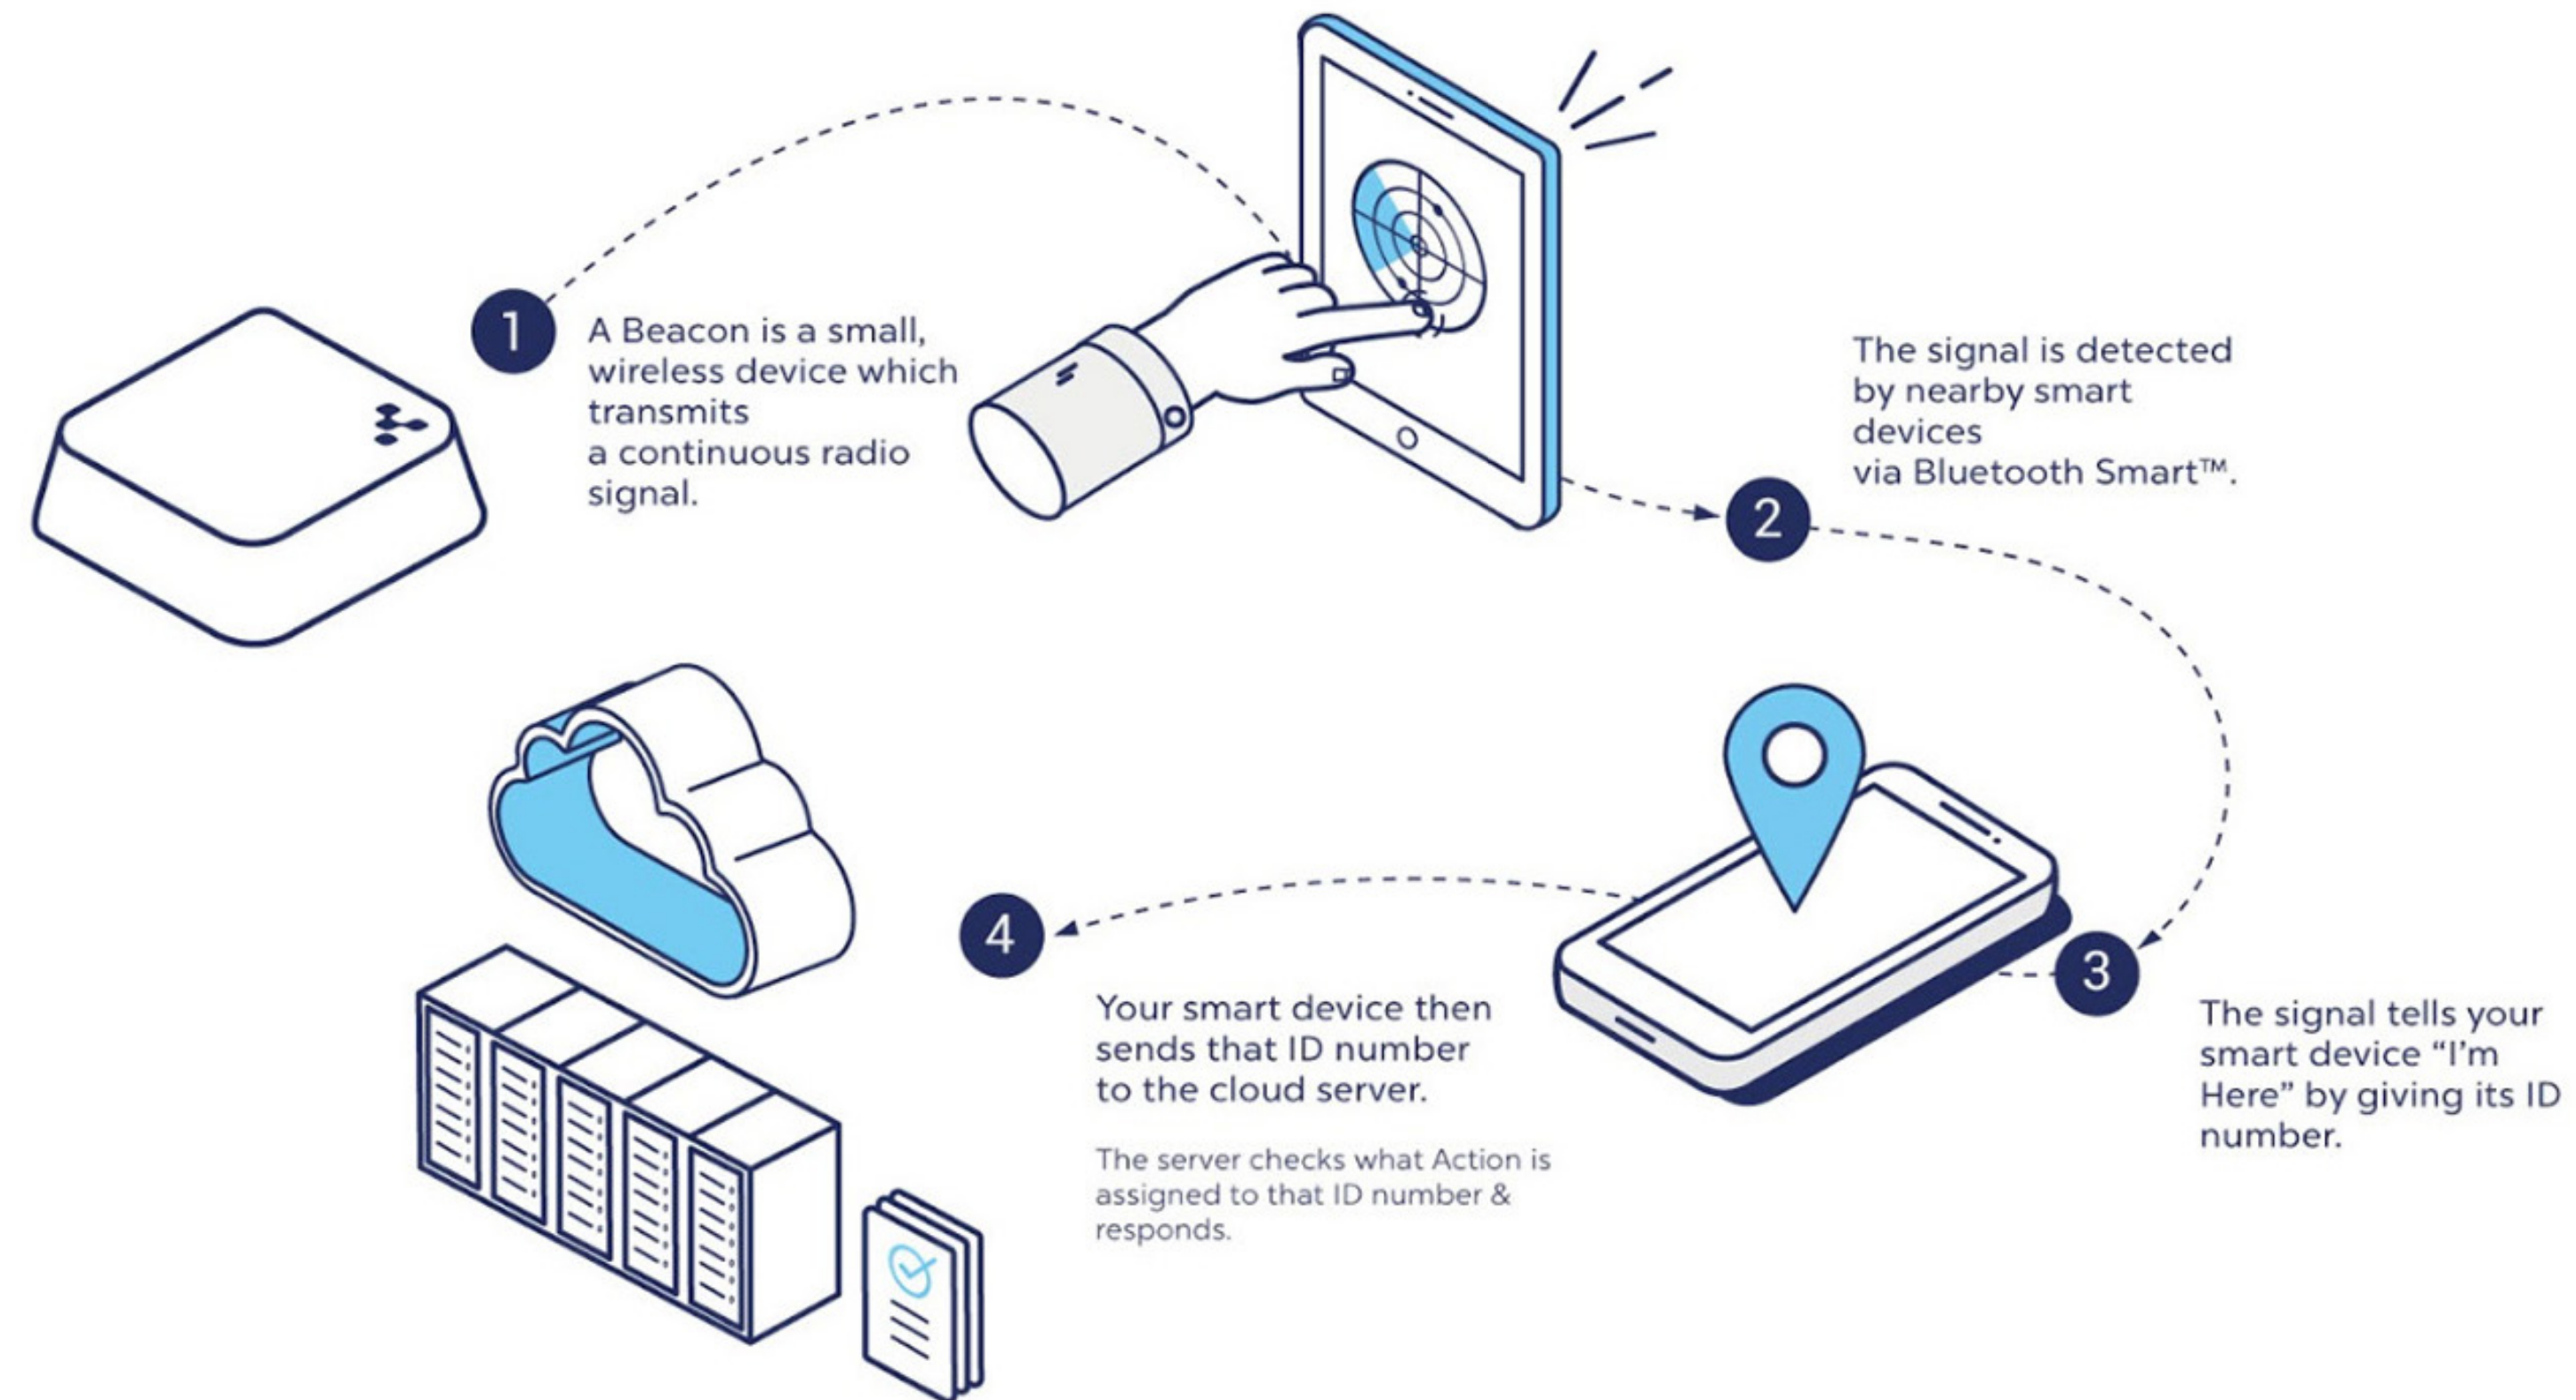 1
A Beacon is a small,
wireless device which
transmits
a continuous radio
signal.
2
The signal is detected
by nearby smart
devices
via Bluetooth Smart™.
3
The signal tells your
smart device “I’m
Here” by giving its ID
number.
4
Your smart device then
sends that ID number
to the cloud server.
The server checks what Action is
assigned to that ID number &
responds.